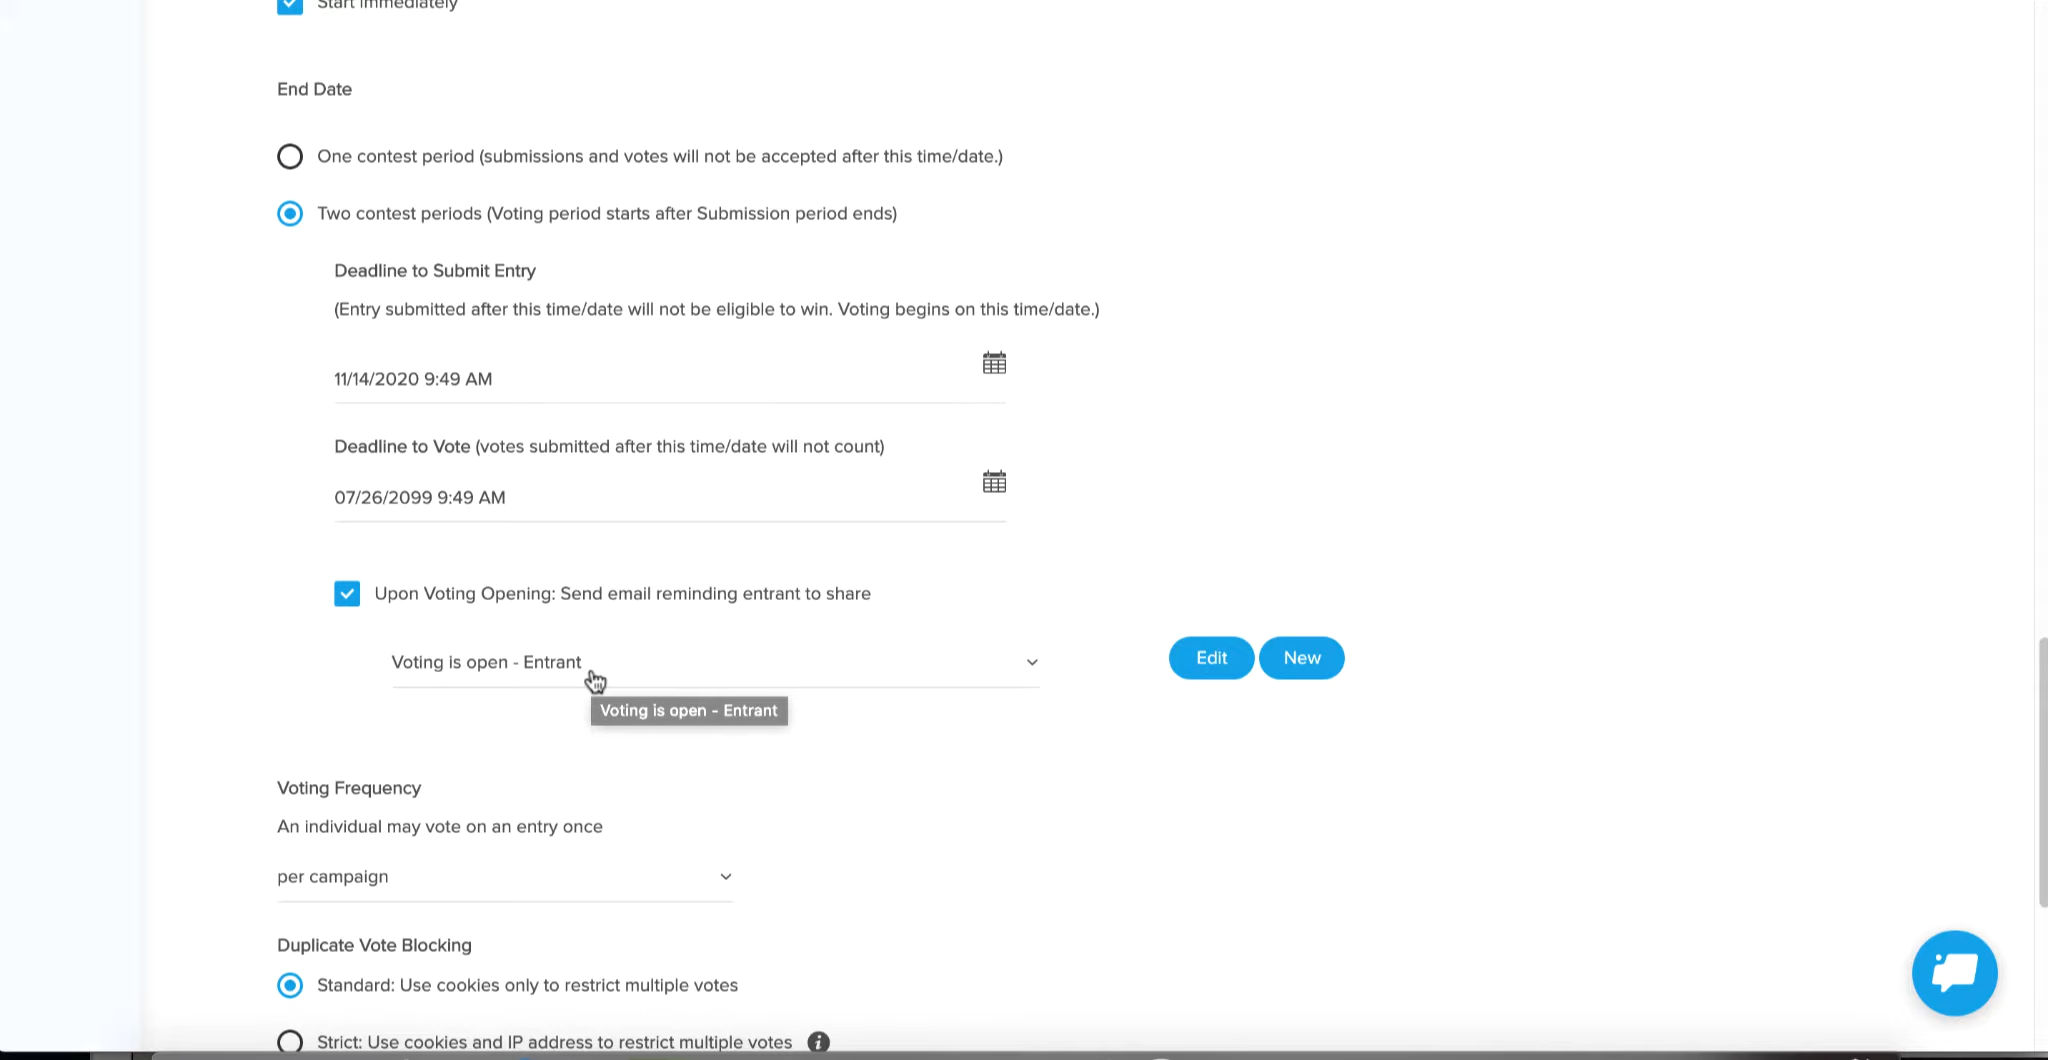 Start immediately
End Date
One contest period (submissions and votes will not be accepted after this time/date.)
Two contest periods (Voting period starts after Submission period ends)
Deadline to Submit Entry
(Entry submitted after this time/date will not be eligible to win. Voting begins on this time/date.)
11/14/2020 9:49 AM
Deadline to Vote (votes submitted after this time/date will not count)
07/26/2099 9:49 AM
Upon Voting Opening: Send email reminding entrant to share
Voting is open - Entrant
Edit New
Voting is open - Entrant
Voting Frequency
An individual may vote on an entry once
per campaign
Duplicate Vote Blocking
Standard: Use cookies only to restrict multiple votes
Strict: Use cookies and IP address to restrict multiple votes